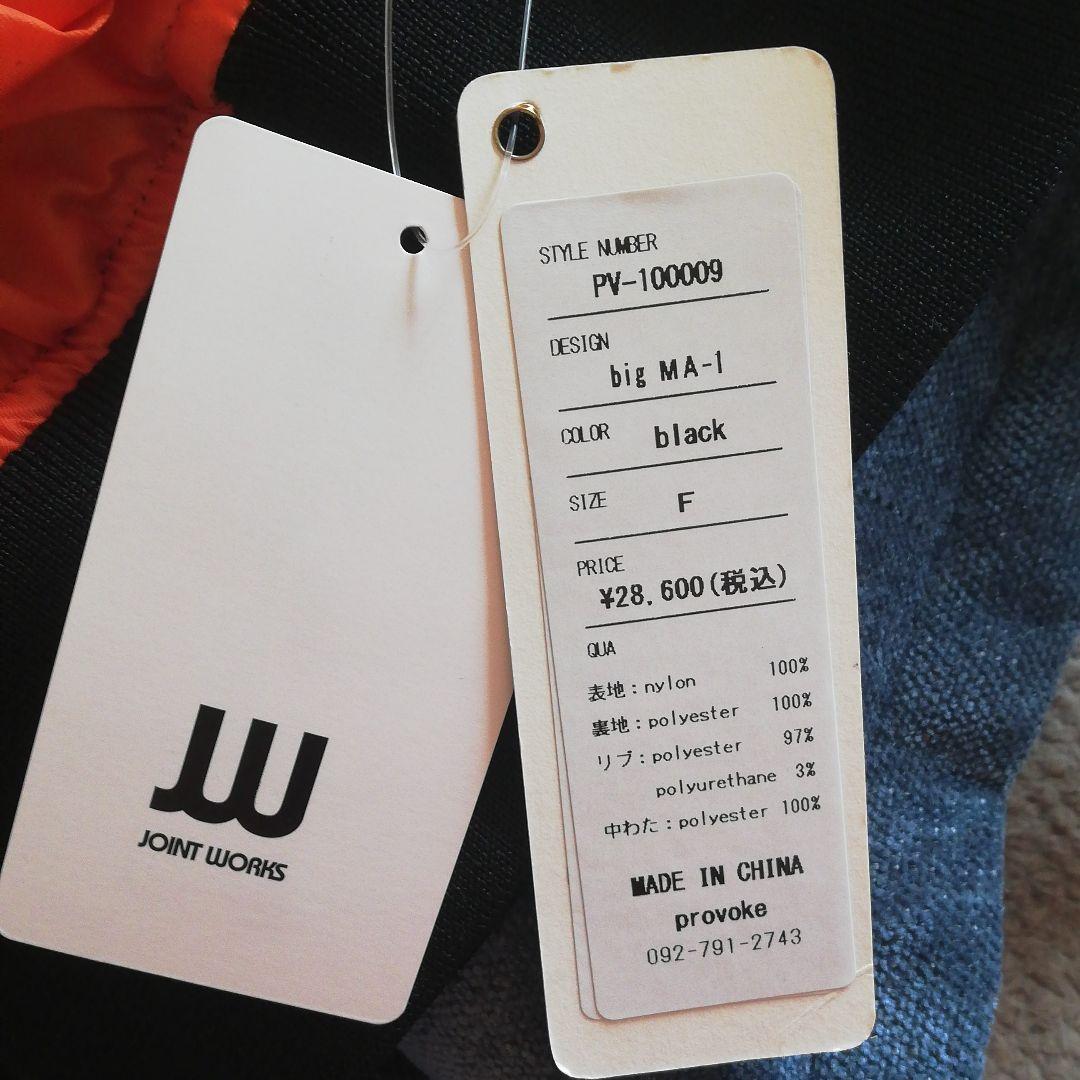 JW
JOINT WORKS
STYLE NUMBER
PV-100009
DESIGN
big MA-1
COLOR black
SIZE F
PRICE
¥28,600(税込)
QUA
表地：nylon 100%
裏地：polyester 100%
リブ：polyester 97%
polyurethane 3%
中わた：polyester 100%
MADE IN CHINA
provoke
092-791-2743